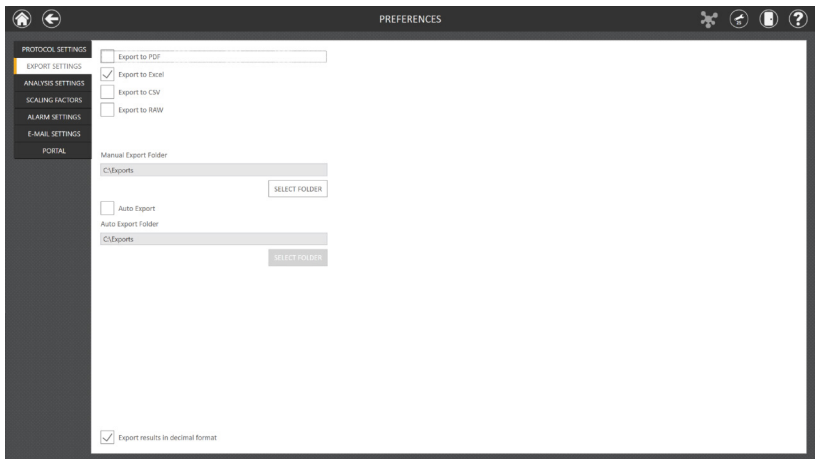 PREFERENCES
?
PROTOCOL SETTINGS
EXPORT SETTINGS
ANALYSIS SETTINGS
SCALING FACTORS
ALARM SETTINGS
E-MAIL SETTINGS
PORTAL
Export to PDF
Export to Excel
Export to CSV
Export to RAW
Manual Export Folder
C:\Exports
SELECT FOLDER
Auto Export
Auto Export Folder
C:\Exports
SELECT FOLDER
Export results in decimal format